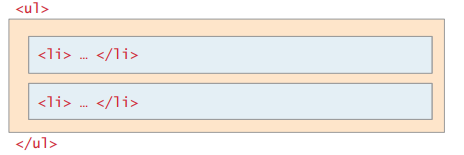 <ul>
<li> … </li>
<li> … </li>
</ul>